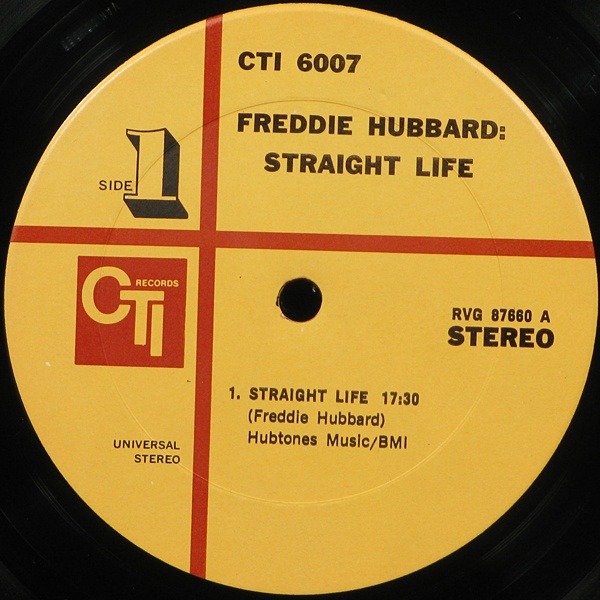 CTI 6007
FREDDIE HUBBARD:
STRAIGHT LIFE
SIDE 1
CTI RECORDS
RVG 87660 A
STEREO
1. STRAIGHT LIFE 17:30
(Freddie Hubbard)
Hubtones Music/BMI
UNIVERSAL
STEREO